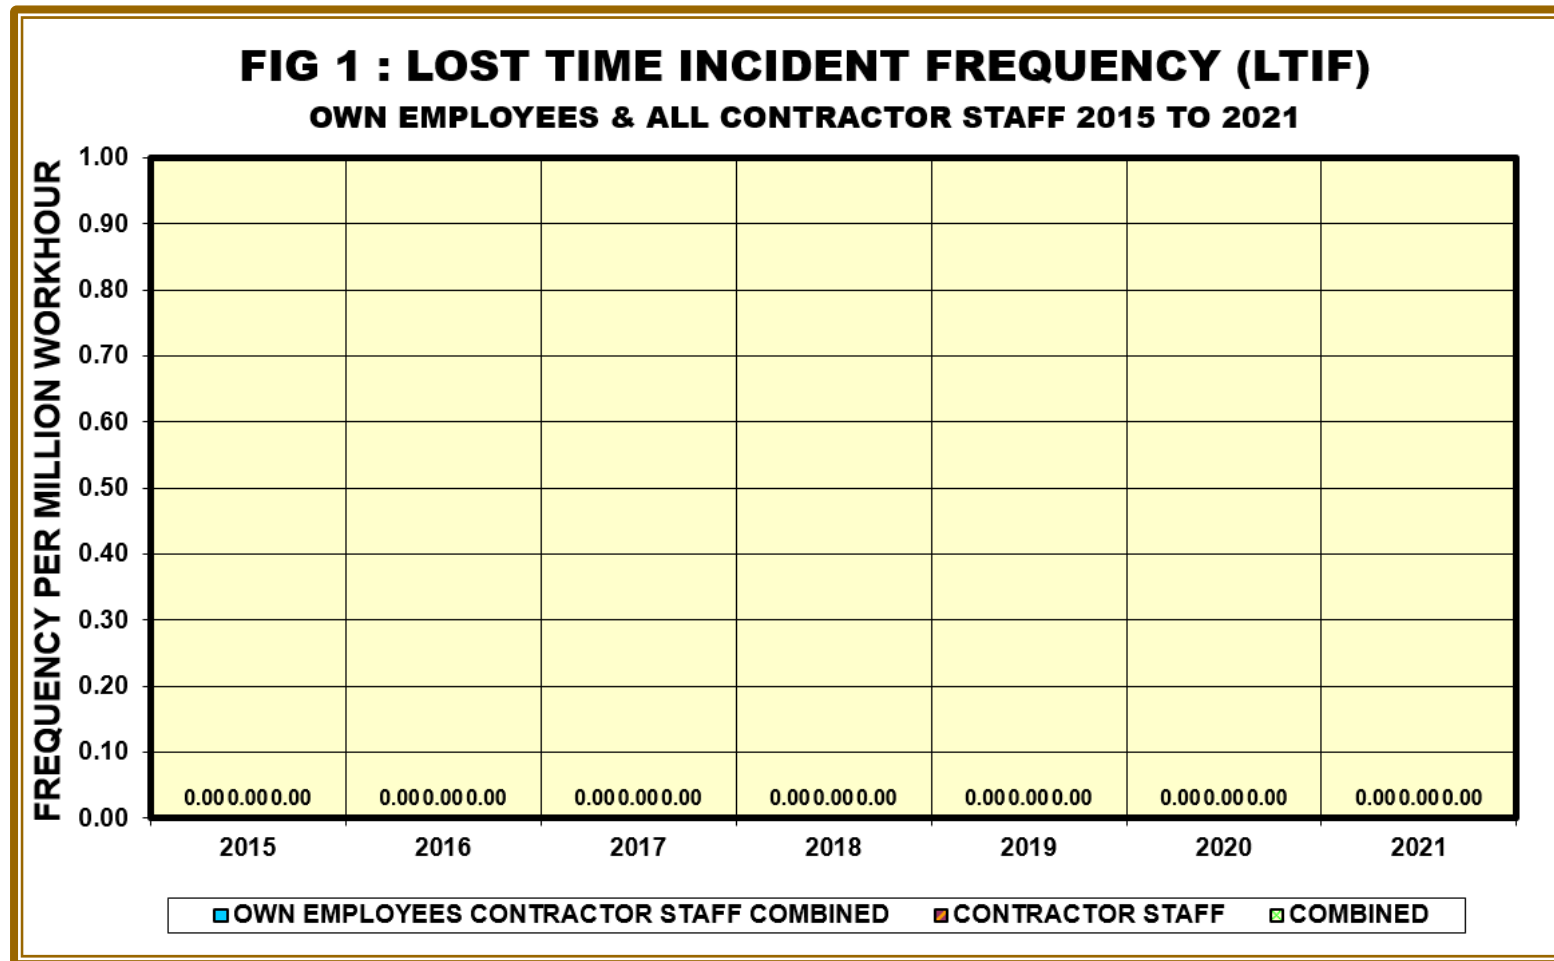 FIG 1 : LOST TIME INCIDENT FREQUENCY (LTIF)
OWN EMPLOYEES & ALL CONTRACTOR STAFF 2015 TO 2021
FREQUENCY PER MILLION WORKHOUR
1.00
0.90
0.80
0.70
0.60
0.50
0.40
0.30
0.20
0.10
0.00
0.00 0.00 0.00 0.00 0.00 0.00 0.00 0.00 0.00 0.00 0.00 0.00 0.00 0.00 0.00 0.00 0.00 0.00 0.00 0.00 0.00
2015 2016 2017 2018 2019 2020 2021
OWN EMPLOYEES CONTRACTOR STAFF COMBINED CONTRACTOR STAFF COMBINED